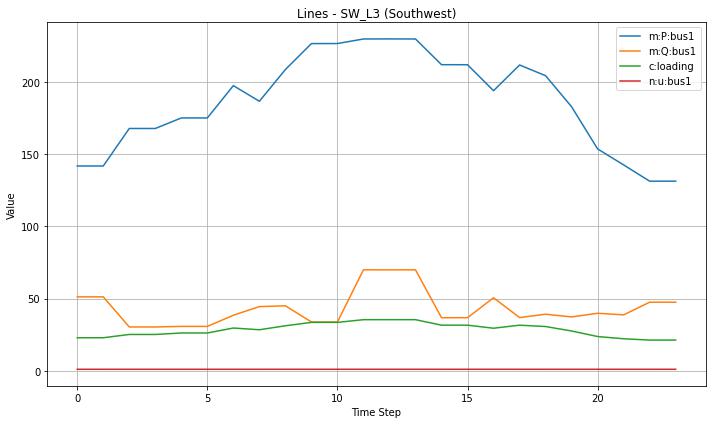 Lines - SW_L3 (Southwest)
m:P:bus1
m:Q:bus1
c:loading
n:u:bus1
200
150
100
50
0
Value
0 5 10 15 20
Time Step